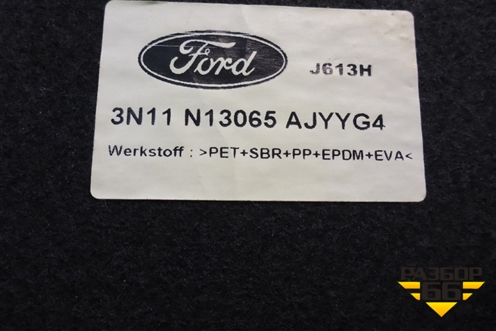 Ford
J613H
3N11 N13065 AJYYG4
Werkstoff : >PET+SBR+PP+EPDM+EVA<
РАЗБОР
66